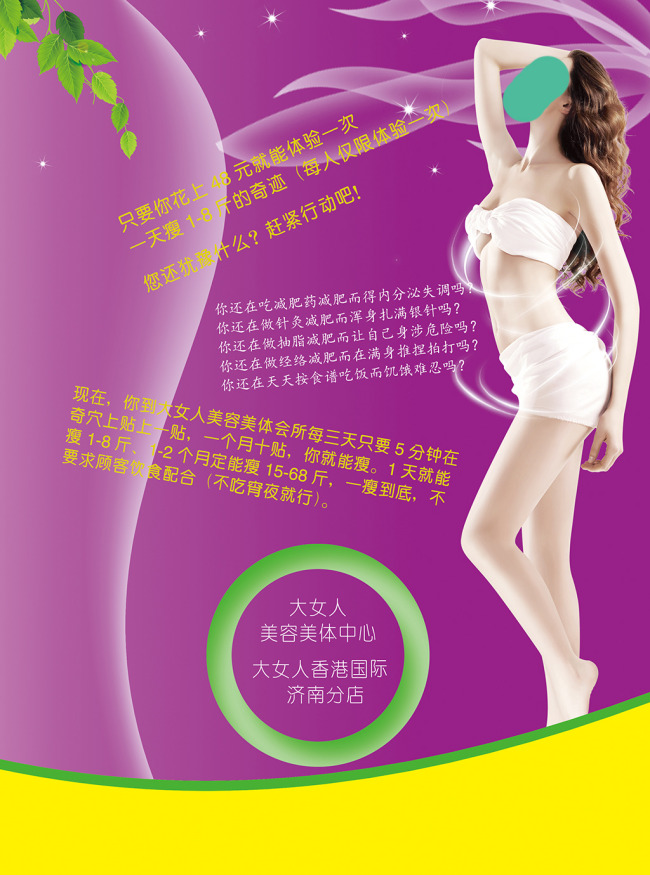 只要你花上 48 元就能体验一次
一天瘦 1-8 斤的奇迹（每人仅限体验一次）
您还犹豫什么？赶紧行动吧!
你还在吃减肥药减肥而得内分泌失调吗?
你还在做针灸减肥而浑身扎满银针吗?
你还在做抽脂减肥而让自己身涉危险吗?
你还在做经络减肥而在满身推捏拍打吗?
你还在天天按食谱吃饭而饥饿难忍吗?
现在，你到大女人美容美体会所每三天只要 5 分钟在
奇穴上贴上一贴，一个月十贴，你就能瘦。1 天就能
瘦 1-8 斤，1-2 个月定能瘦 15-68 斤，一瘦到底，不
要求顾客饮食配合（不吃宵夜就行）。
大女人
美容美体中心
大女人香港国际
济南分店